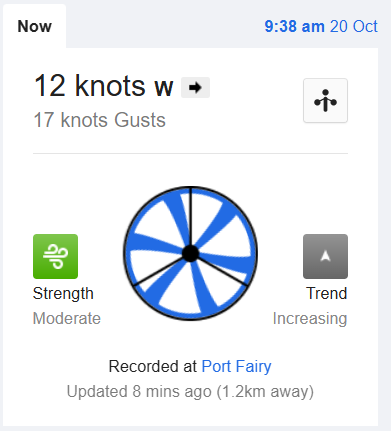 Now
9:38 am 20 Oct
12 knots W
17 knots Gusts
Strength
Moderate
Trend
Increasing
Recorded at Port Fairy
Updated 8 mins ago (1.2km away)